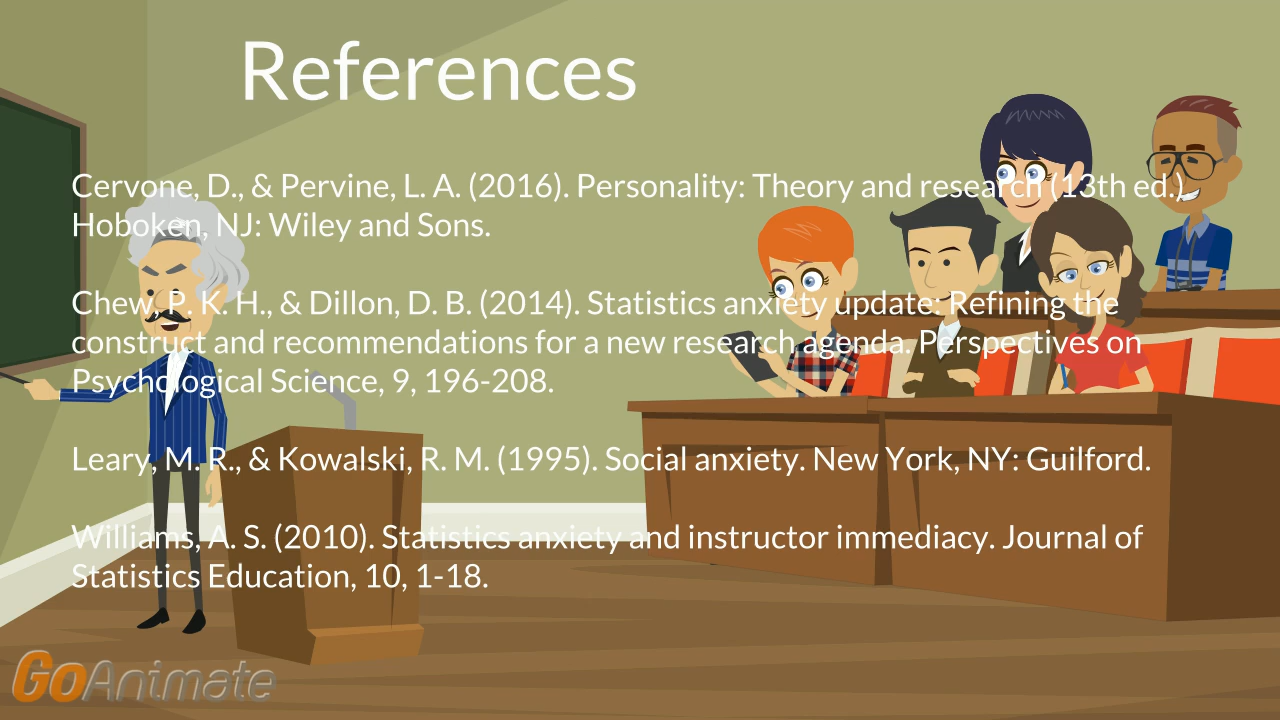 References
Cervone, D., & Pervine, L. A. (2016). Personality: Theory and research (13th ed.).
Hoboken, NJ: Wiley and Sons.
Chew, P. K. H., & Dillon, D. B. (2014). Statistics anxiety update: Refining the
construct and recommendations for a new research agenda. Perspectives on
Psychological Science, 9, 196-208.
Leary, M. R., & Kowalski, R. M. (1995). Social anxiety. New York, NY: Guilford.
Williams, A. S. (2010). Statistics anxiety and instructor immediacy. Journal of
Statistics Education, 10, 1-18.
GoAnimate